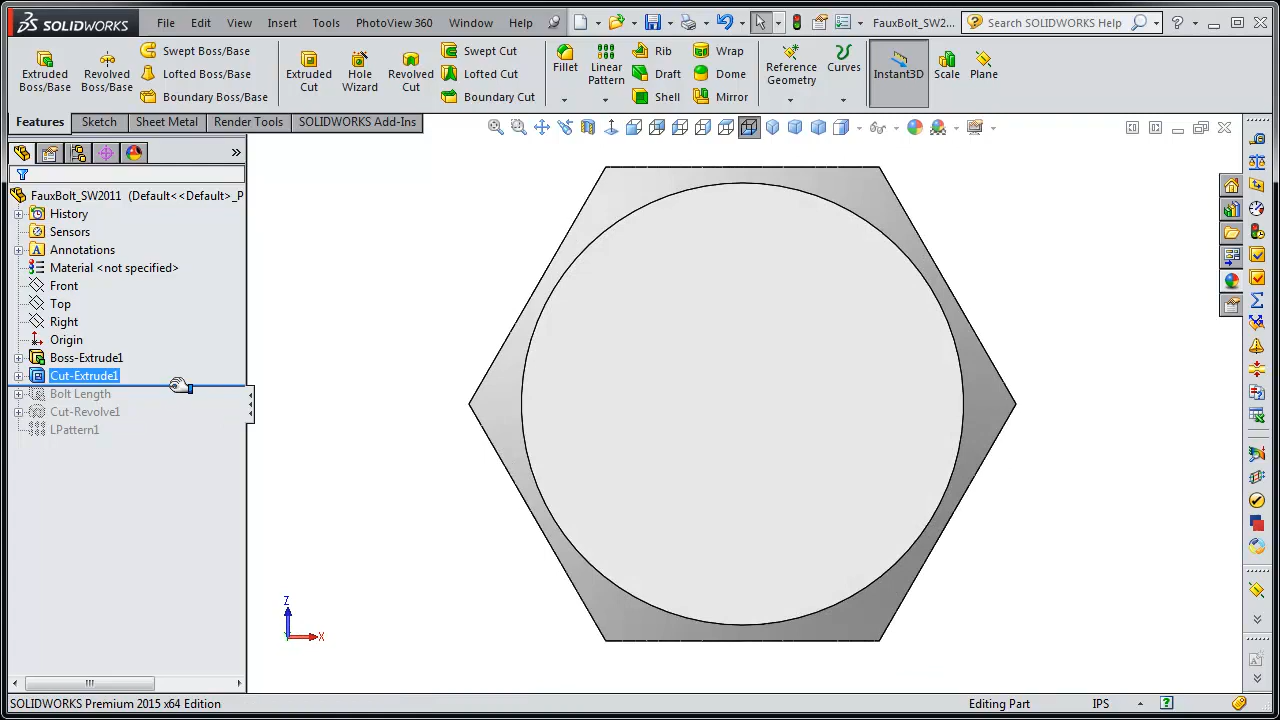 SOLIDWORKS File Edit View Insert Tools PhotoView 360 Window Help FauxBolt_SW2... Search SOLIDWORKS Help
Extruded Boss/Base
Revolved Boss/Base
Swept Boss/Base
Lofted Boss/Base
Boundary Boss/Base
Extruded Cut
Hole Wizard
Revolved Cut
Swept Cut
Lofted Cut
Boundary Cut
Fillet
Linear Pattern
Rib
Draft
Shell
Wrap
Dome
Mirror
Reference Geometry
Curves
Instant3D
Scale
Plane
Features Sketch Sheet Metal Render Tools SOLIDWORKS Add-Ins
FauxBolt_SW2011 (Default<<Default>_P
History
Sensors
Annotations
Material <not specified>
Front
Top
Right
Origin
Boss-Extrude1
Cut-Extrude1
Bolt Length
Cut-Revolve1
LPattern1
Z
X
SOLIDWORKS Premium 2015 x64 Edition Editing Part IPS